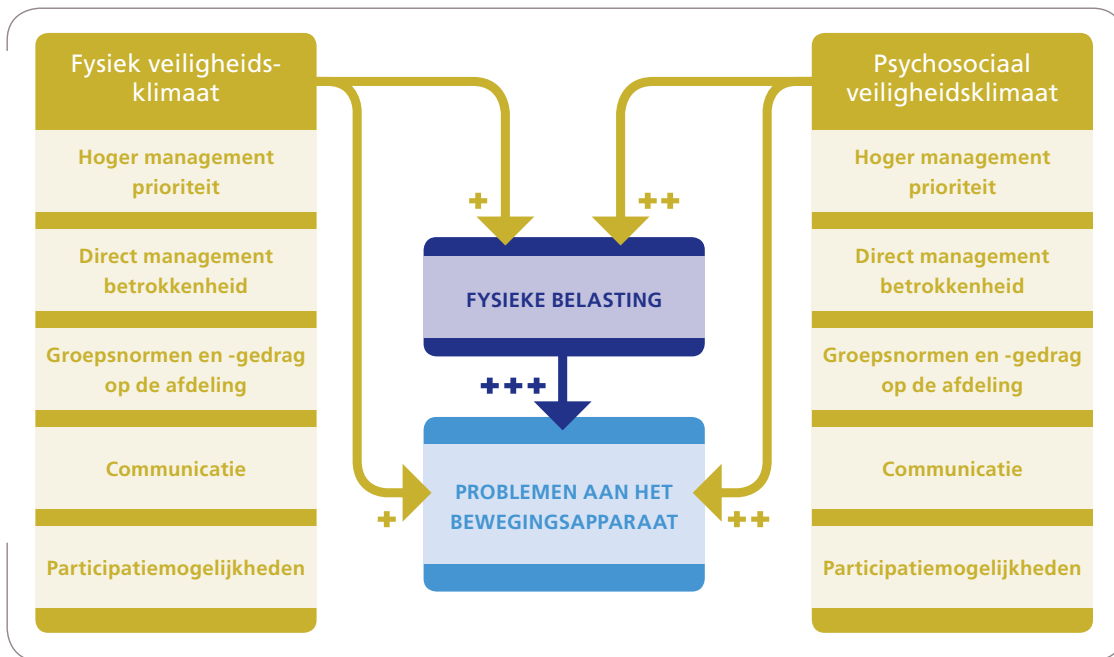 Fysiek veiligheids-
klimaat
Hoger management
prioriteit
Direct management
betrokkenheid
Groepsnormen en -gedrag
op de afdeling
Communicatie
Participatiemogelijkheden
+
++
FYSIEKE BELASTING
+++
PROBLEMEN AAN HET
BEWEGINGSAPPARAAT
+
++
Psychosociaal
veiligheidsklimaat
Hoger management
prioriteit
Direct management
betrokkenheid
Groepsnormen en -gedrag
op de afdeling
Communicatie
Participatiemogelijkheden